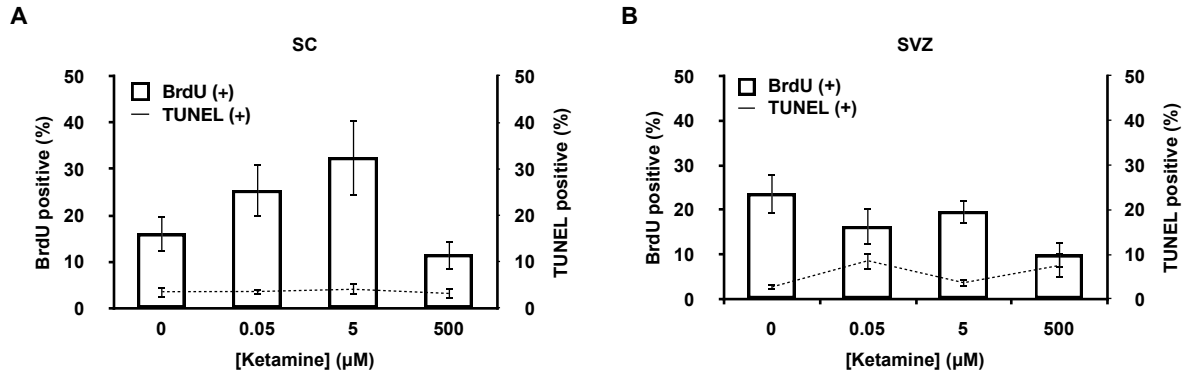 A
SC
BrdU (+)
TUNEL (+)
BrdU positive (%)
50
40
30
20
10
0
TUNEL positive (%)
50
40
30
20
10
0
0 0.05 5 500
[Ketamine] (µM)
B
SVZ
BrdU (+)
TUNEL (+)
BrdU positive (%)
50
40
30
20
10
0
TUNEL positive (%)
50
40
30
20
10
0
0 0.05 5 500
[Ketamine] (µM)